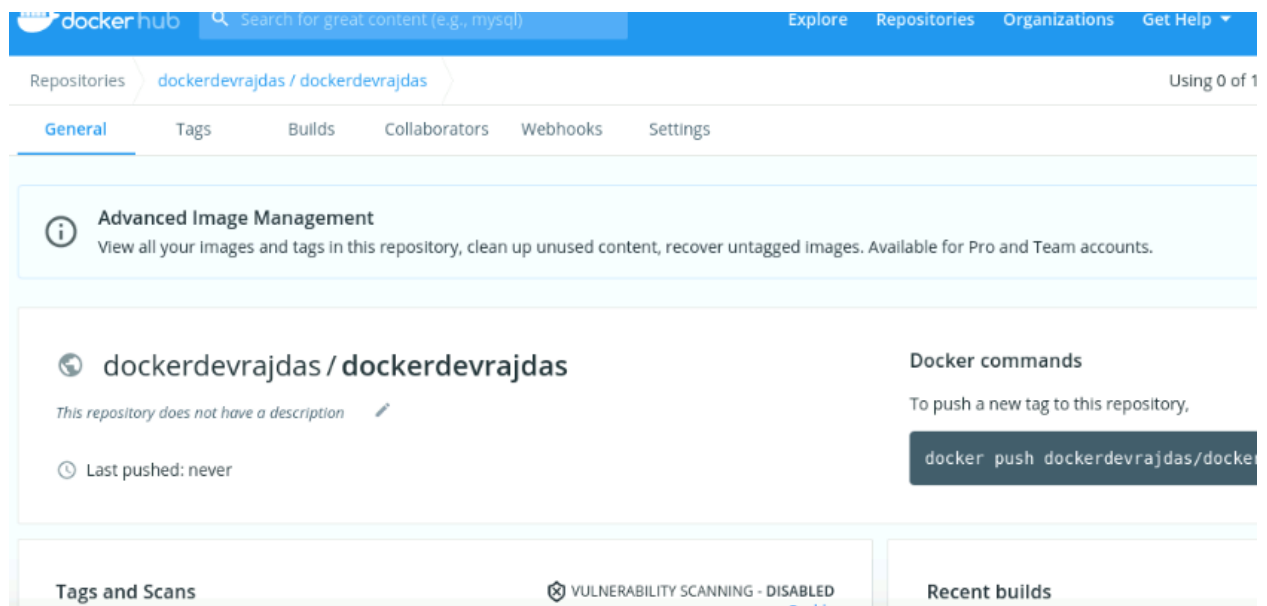 dockerhub Search for great content (e.g., mysql) Explore Repositories Organizations Get Help
Repositories dockerdevrajdas / dockerdevrajdas Using 0 of 1
General Tags Builds Collaborators Webhooks Settings
Advanced Image Management
View all your images and tags in this repository, clean up unused content, recover untagged images. Available for Pro and Team accounts.
dockerdevrajdas / dockerdevrajdas
This repository does not have a description
Last pushed: never
Docker commands
To push a new tag to this repository,
docker push dockerdevrajdas/docker
Tags and Scans
VULNERABILITY SCANNING - DISABLED
Recent builds